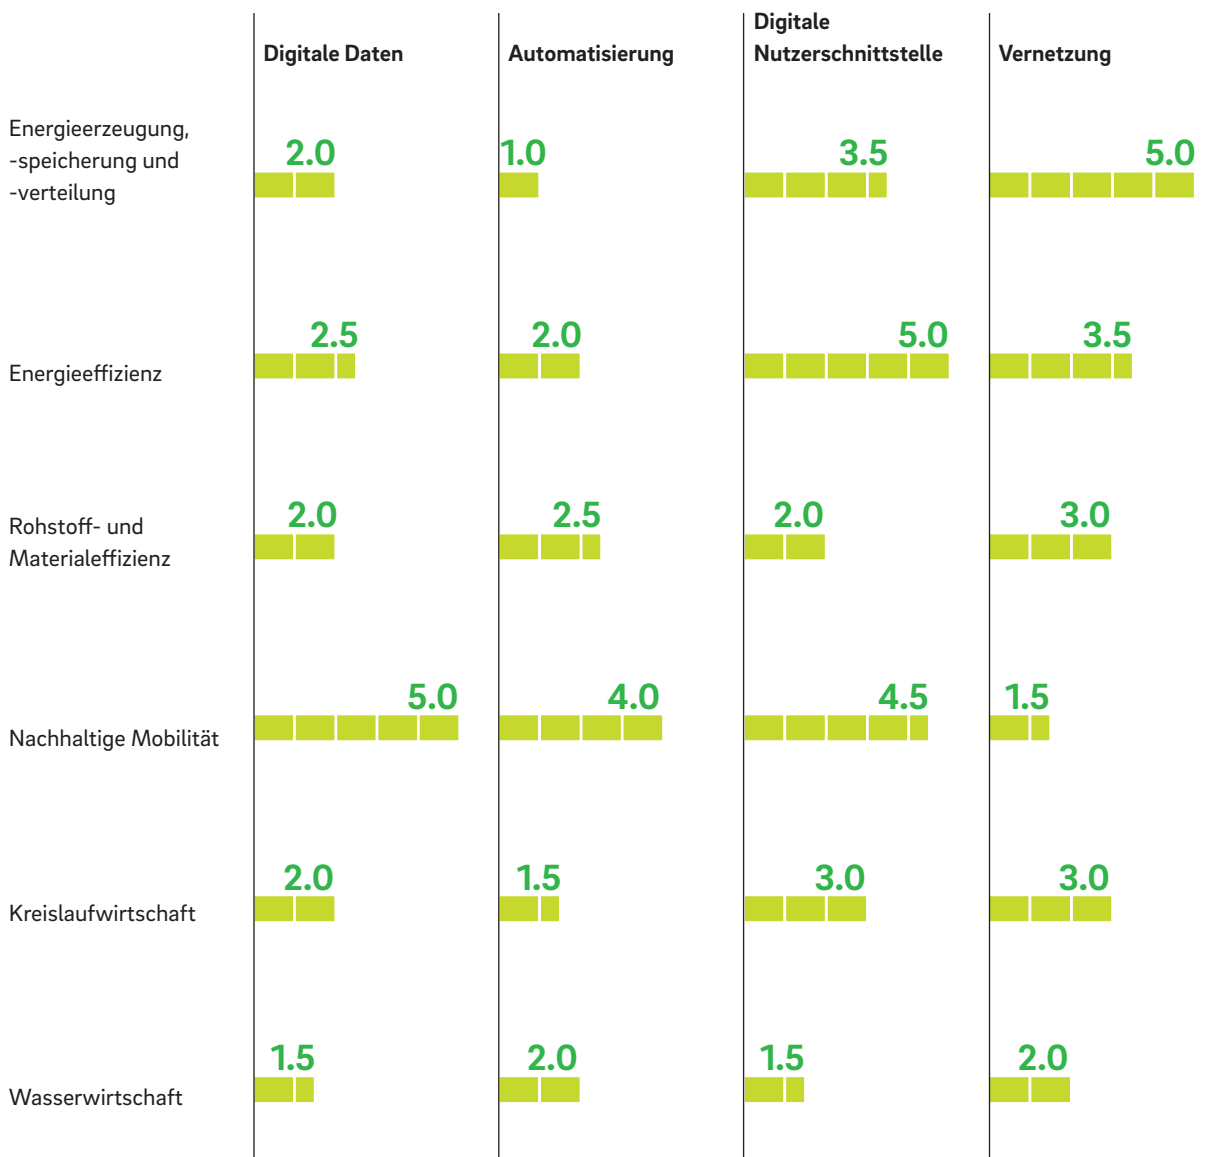 Digitale Daten
Automatisierung
Digitale
Nutzerschnittstelle
Vernetzung
Energieerzeugung,
-speicherung und
-verteilung
2.0
1.0
3.5
5.0
Energieeffizienz
2.5
2.0
5.0
3.5
Rohstoff- und
Materialeffizienz
2.0
2.5
2.0
3.0
Nachhaltige Mobilität
5.0
4.0
4.5
1.5
Kreislaufwirtschaft
2.0
1.5
3.0
3.0
Wasserwirtschaft
1.5
2.0
1.5
2.0